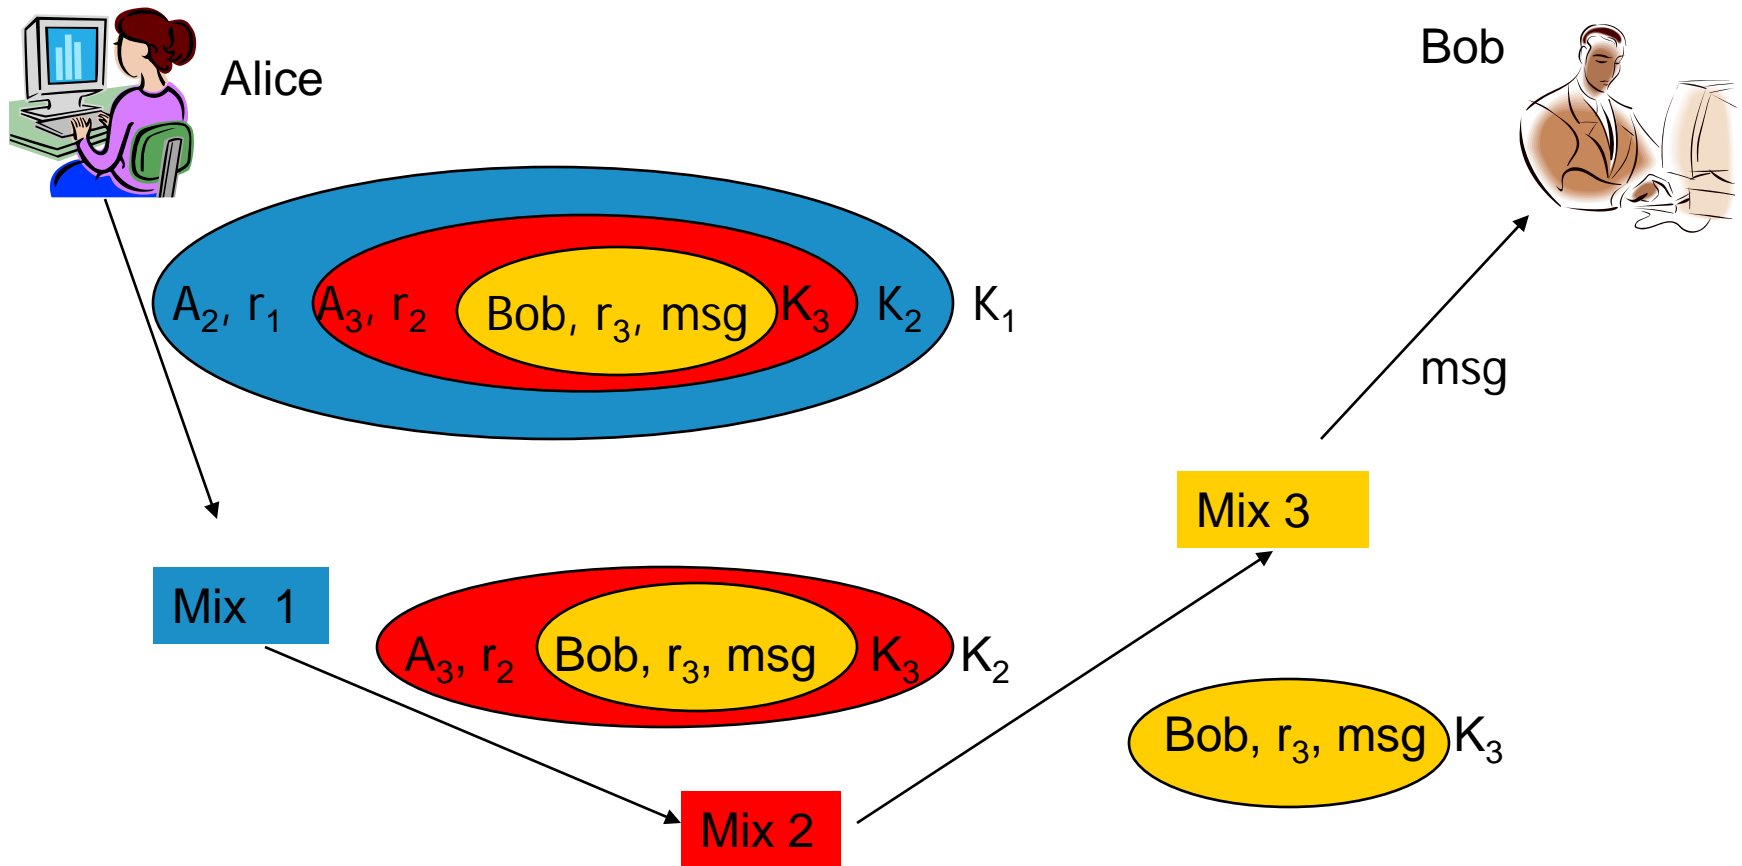 Alice
Bob
A₂, r₁ A₃, r₂ Bob, r₃, msg K₃ K₂ K₁
msg
Mix 3
Mix 1
A₃, r₂ Bob, r₃, msg K₃ K₂
Bob, r₃, msg K₃
Mix 2